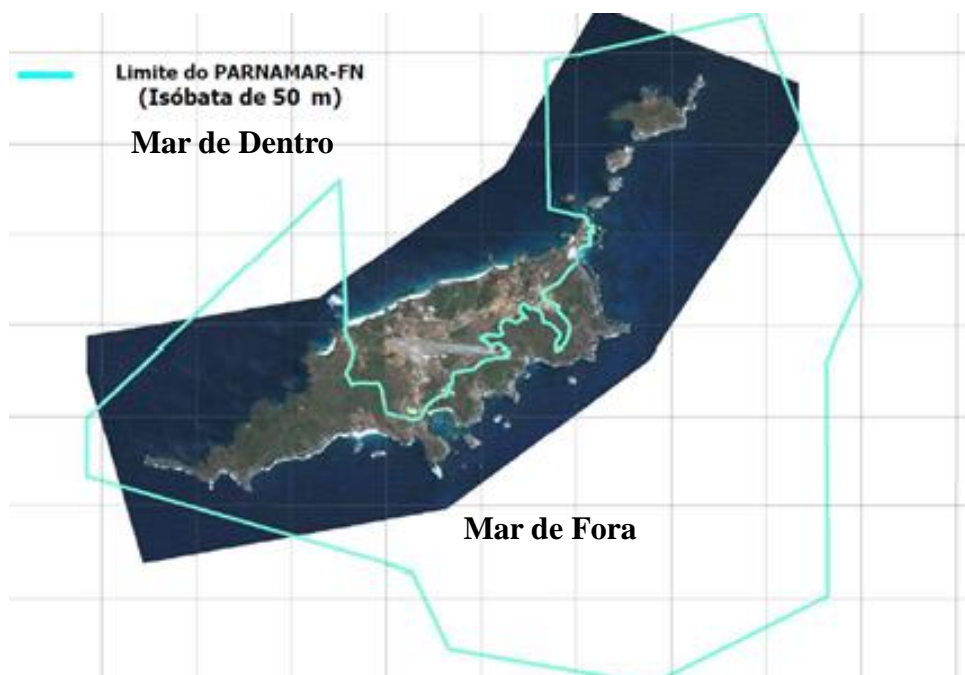 Limite do PARNAMAR-FN
(Isóbata de 50 m)
Mar de Dentro
Mar de Fora